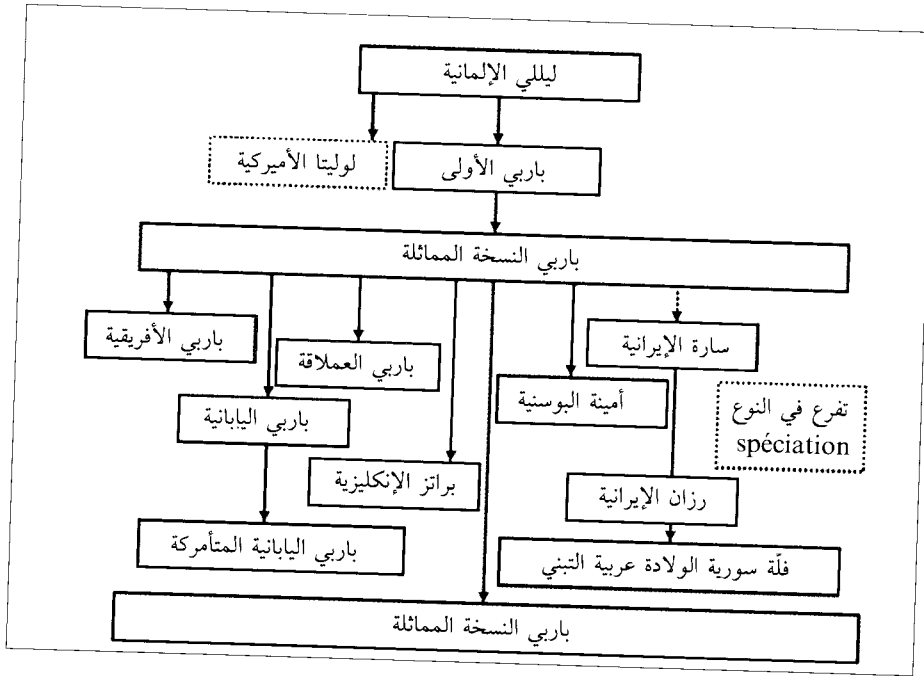 ليللي الإلمانية
باربي الأولى
لوليتا الأميركية
باربي النسخة المماثلة
سارة الإيرانية
باربي الأفريقية
باربي العملاقة
أمينة البوسنية
تفرع في النوع
spéciation
باربي اليابانية
براتز الإنكليزية
رزان الإيرانية
باربي اليابانية المتأمركة
فلّة سورية الولادة عربية التبني
باربي النسخة المماثلة